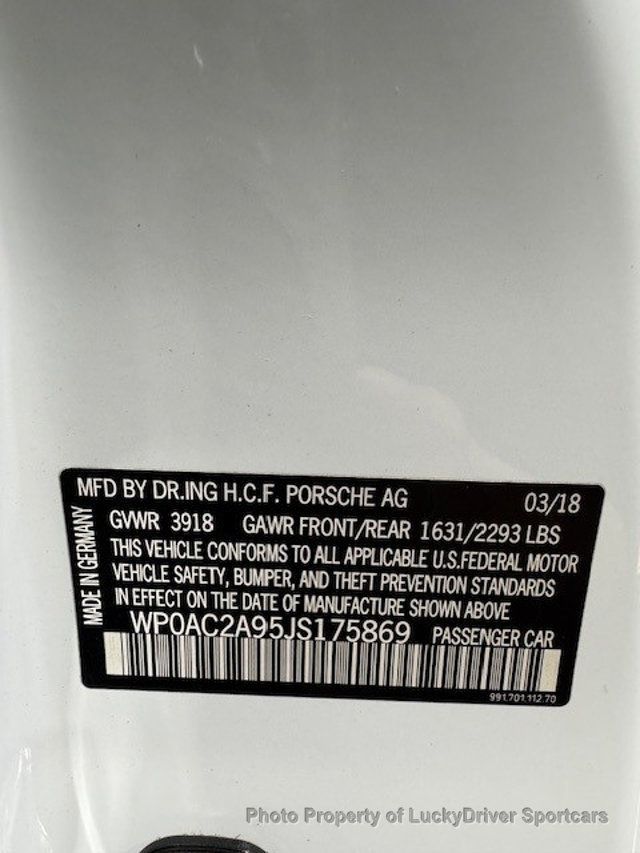 MFD BY DR.ING H.C.F. PORSCHE AG 03/18
GVWR 3918 GAWR FRONT/REAR 1631/2293 LBS
THIS VEHICLE CONFORMS TO ALL APPLICABLE U.S.FEDERAL MOTOR
VEHICLE SAFETY, BUMPER, AND THEFT PREVENTION STANDARDS
IN EFFECT ON THE DATE OF MANUFACTURE SHOWN ABOVE
WP0AC2A95JS175869 PASSENGER CAR
MADE IN GERMANY
991.701.112.70
Photo Property of LuckyDriver Sportcars